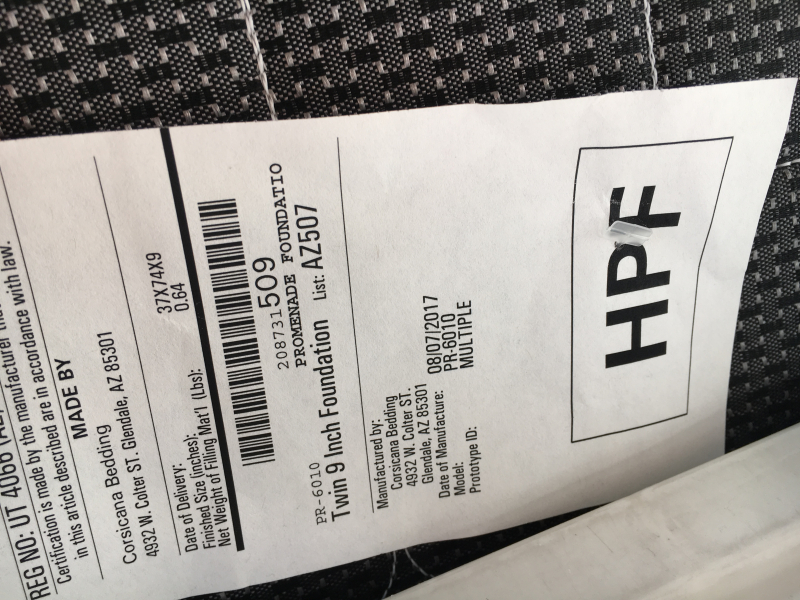 REG NO: UT 4066
Certification is made by the manufacturer
in this article described are in accordance with law.
MADE BY
Corsicana Bedding
4932 W. Colter ST. Glendale, AZ 85301
Date of Delivery:
Finished Size (inches): 37X74X9
Net Weight of Filling Mat'l (Lbs): 0.64
208731509
PROMENADE FOUNDATIO
PR-6010
Twin 9 Inch Foundation List: AZ507
Manufactured by:
Corsicana Bedding
4932 W. Colter ST.
Glendale, AZ 85301
Date of Manufacture: 08/07/2017
Model: PR-6010
Prototype ID: MULTIPLE
HPF